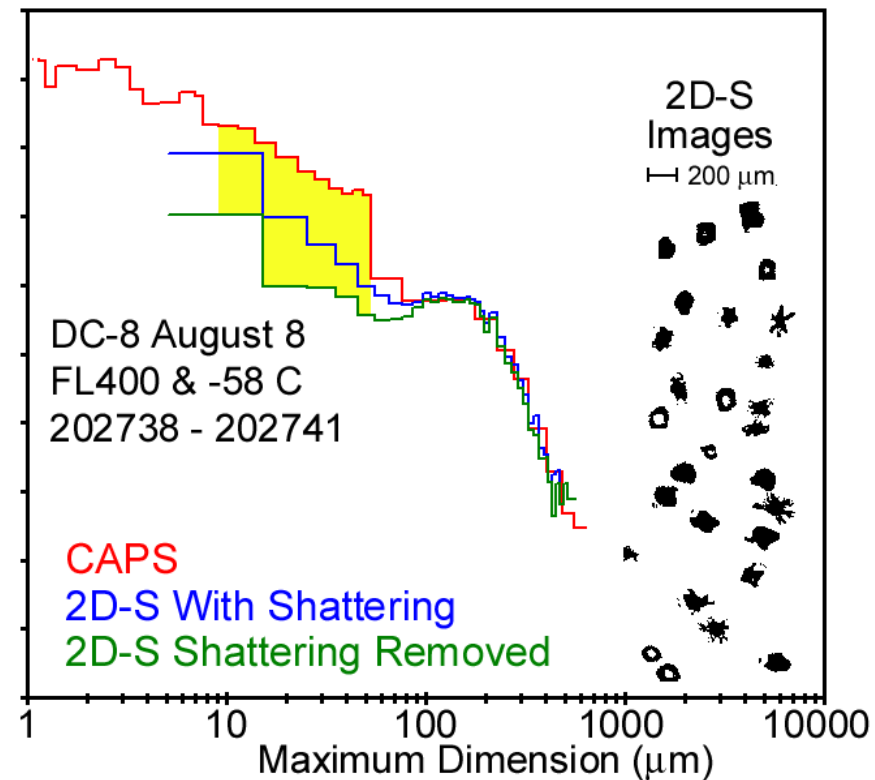 2D-S
Images
200 μm
DC-8 August 8
FL400 & -58 C
202738 - 202741
CAPS
2D-S With Shattering
2D-S Shattering Removed
1 10 100 1000 10000
Maximum Dimension (μm)